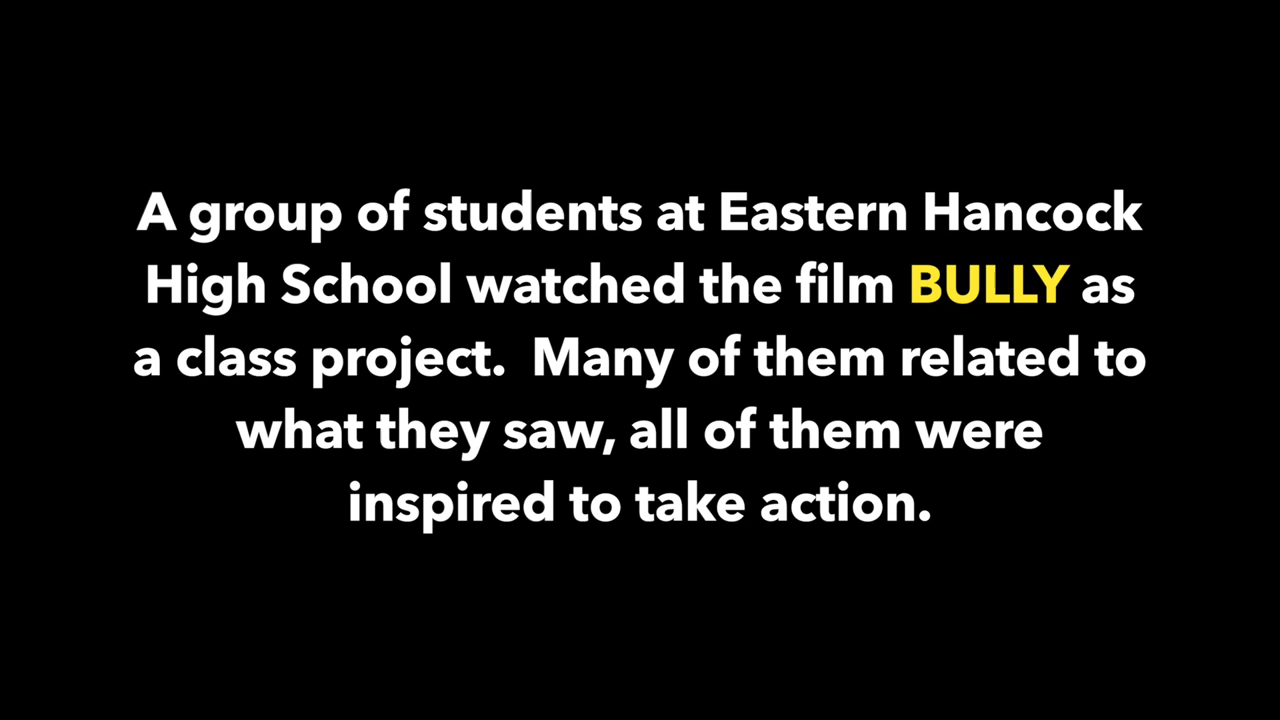 A group of students at Eastern Hancock
High School watched the film BULLY as
a class project.  Many of them related to
what they saw, all of them were
inspired to take action.